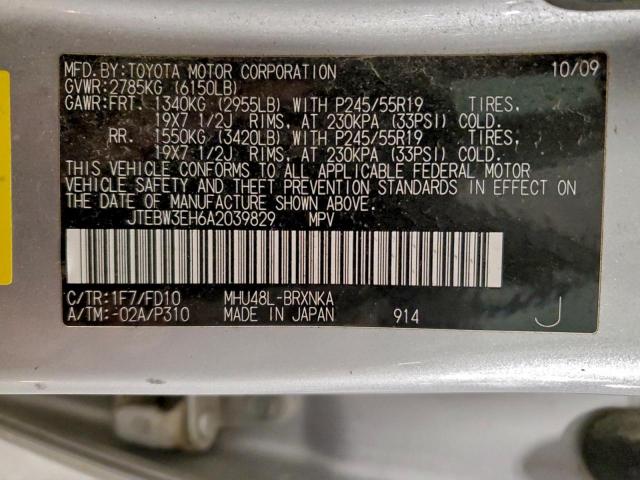 MFD. BY: TOYOTA MOTOR CORPORATION 10/09
GVWR: 2785KG (6150LB)
GAWR: FRT. 1340KG (2955LB) WITH P245/55R19 TIRES,
19X7 1/2J RIMS, AT 230KPA (33PSI) COLD.
RR. 1550KG (3420LB) WITH P245/55R19 TIRES,
19X7 1/2J RIMS, AT 230KPA (33PSI) COLD.
THIS VEHICLE CONFORMS TO ALL APPLICABLE FEDERAL MOTOR
VEHICLE SAFETY AND THEFT PREVENTION STANDARDS IN EFFECT ON
THE DATE OF MANUFACTURE SHOWN ABOVE.
JTEBW3EH6A2039829 MPV
C/TR: 1F7/FD10 MHU48L-BRXNKA
A/TM: -02A/P310 MADE IN JAPAN 914 J